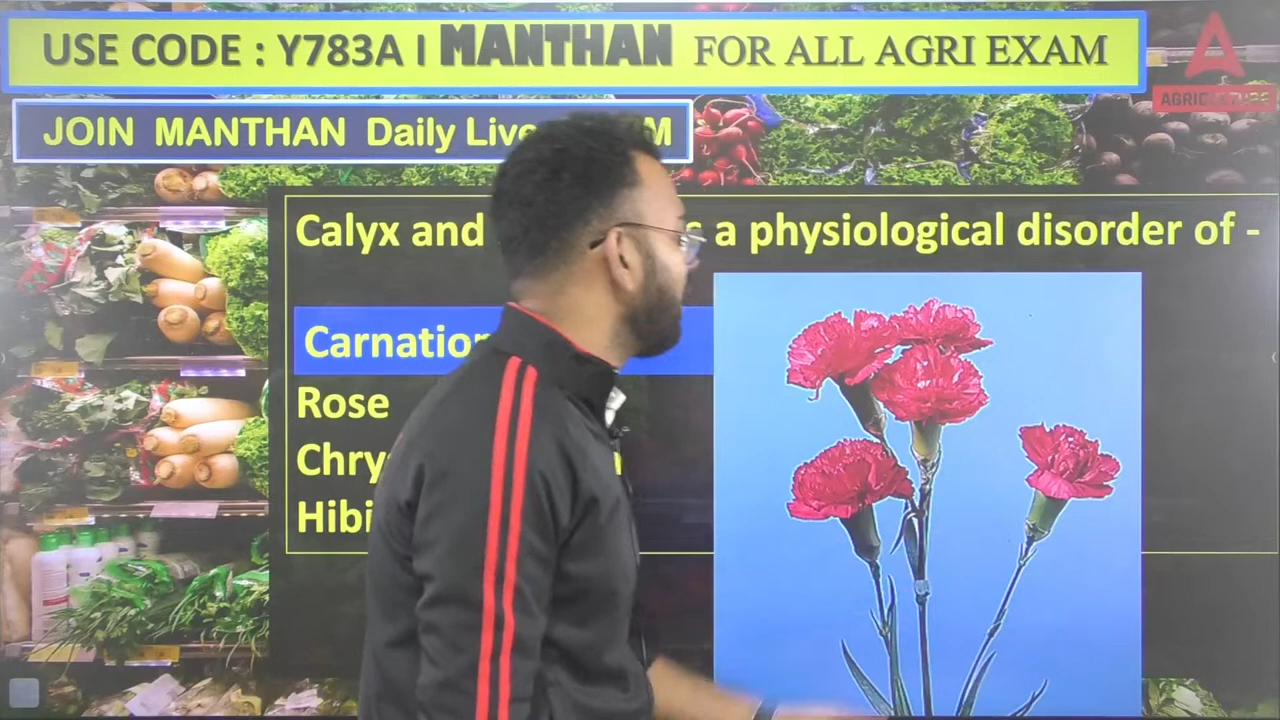 USE CODE : Y783A I MANTHAN FOR ALL AGRI EXAM
AGRICULTURE
JOIN MANTHAN Daily Live
Calyx and a physiological disorder of -
Carnation
Rose